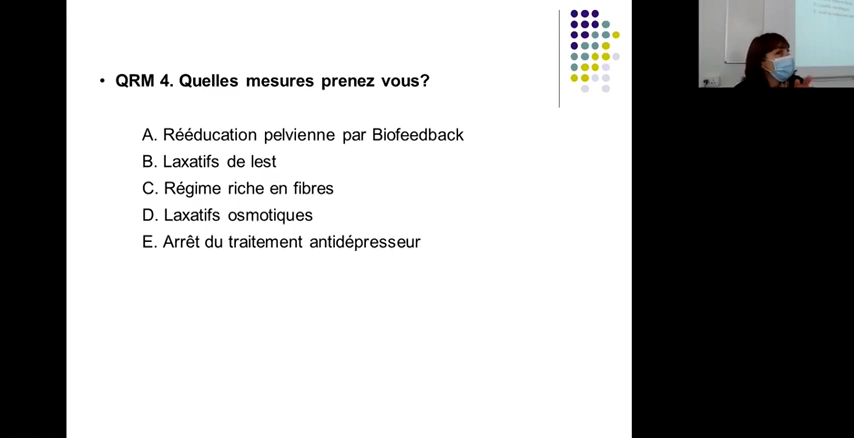 • QRM 4. Quelles mesures prenez vous?
A. Rééducation pelvienne par Biofeedback
B. Laxatifs de lest
C. Régime riche en fibres
D. Laxatifs osmotiques
E. Arrêt du traitement antidépresseur